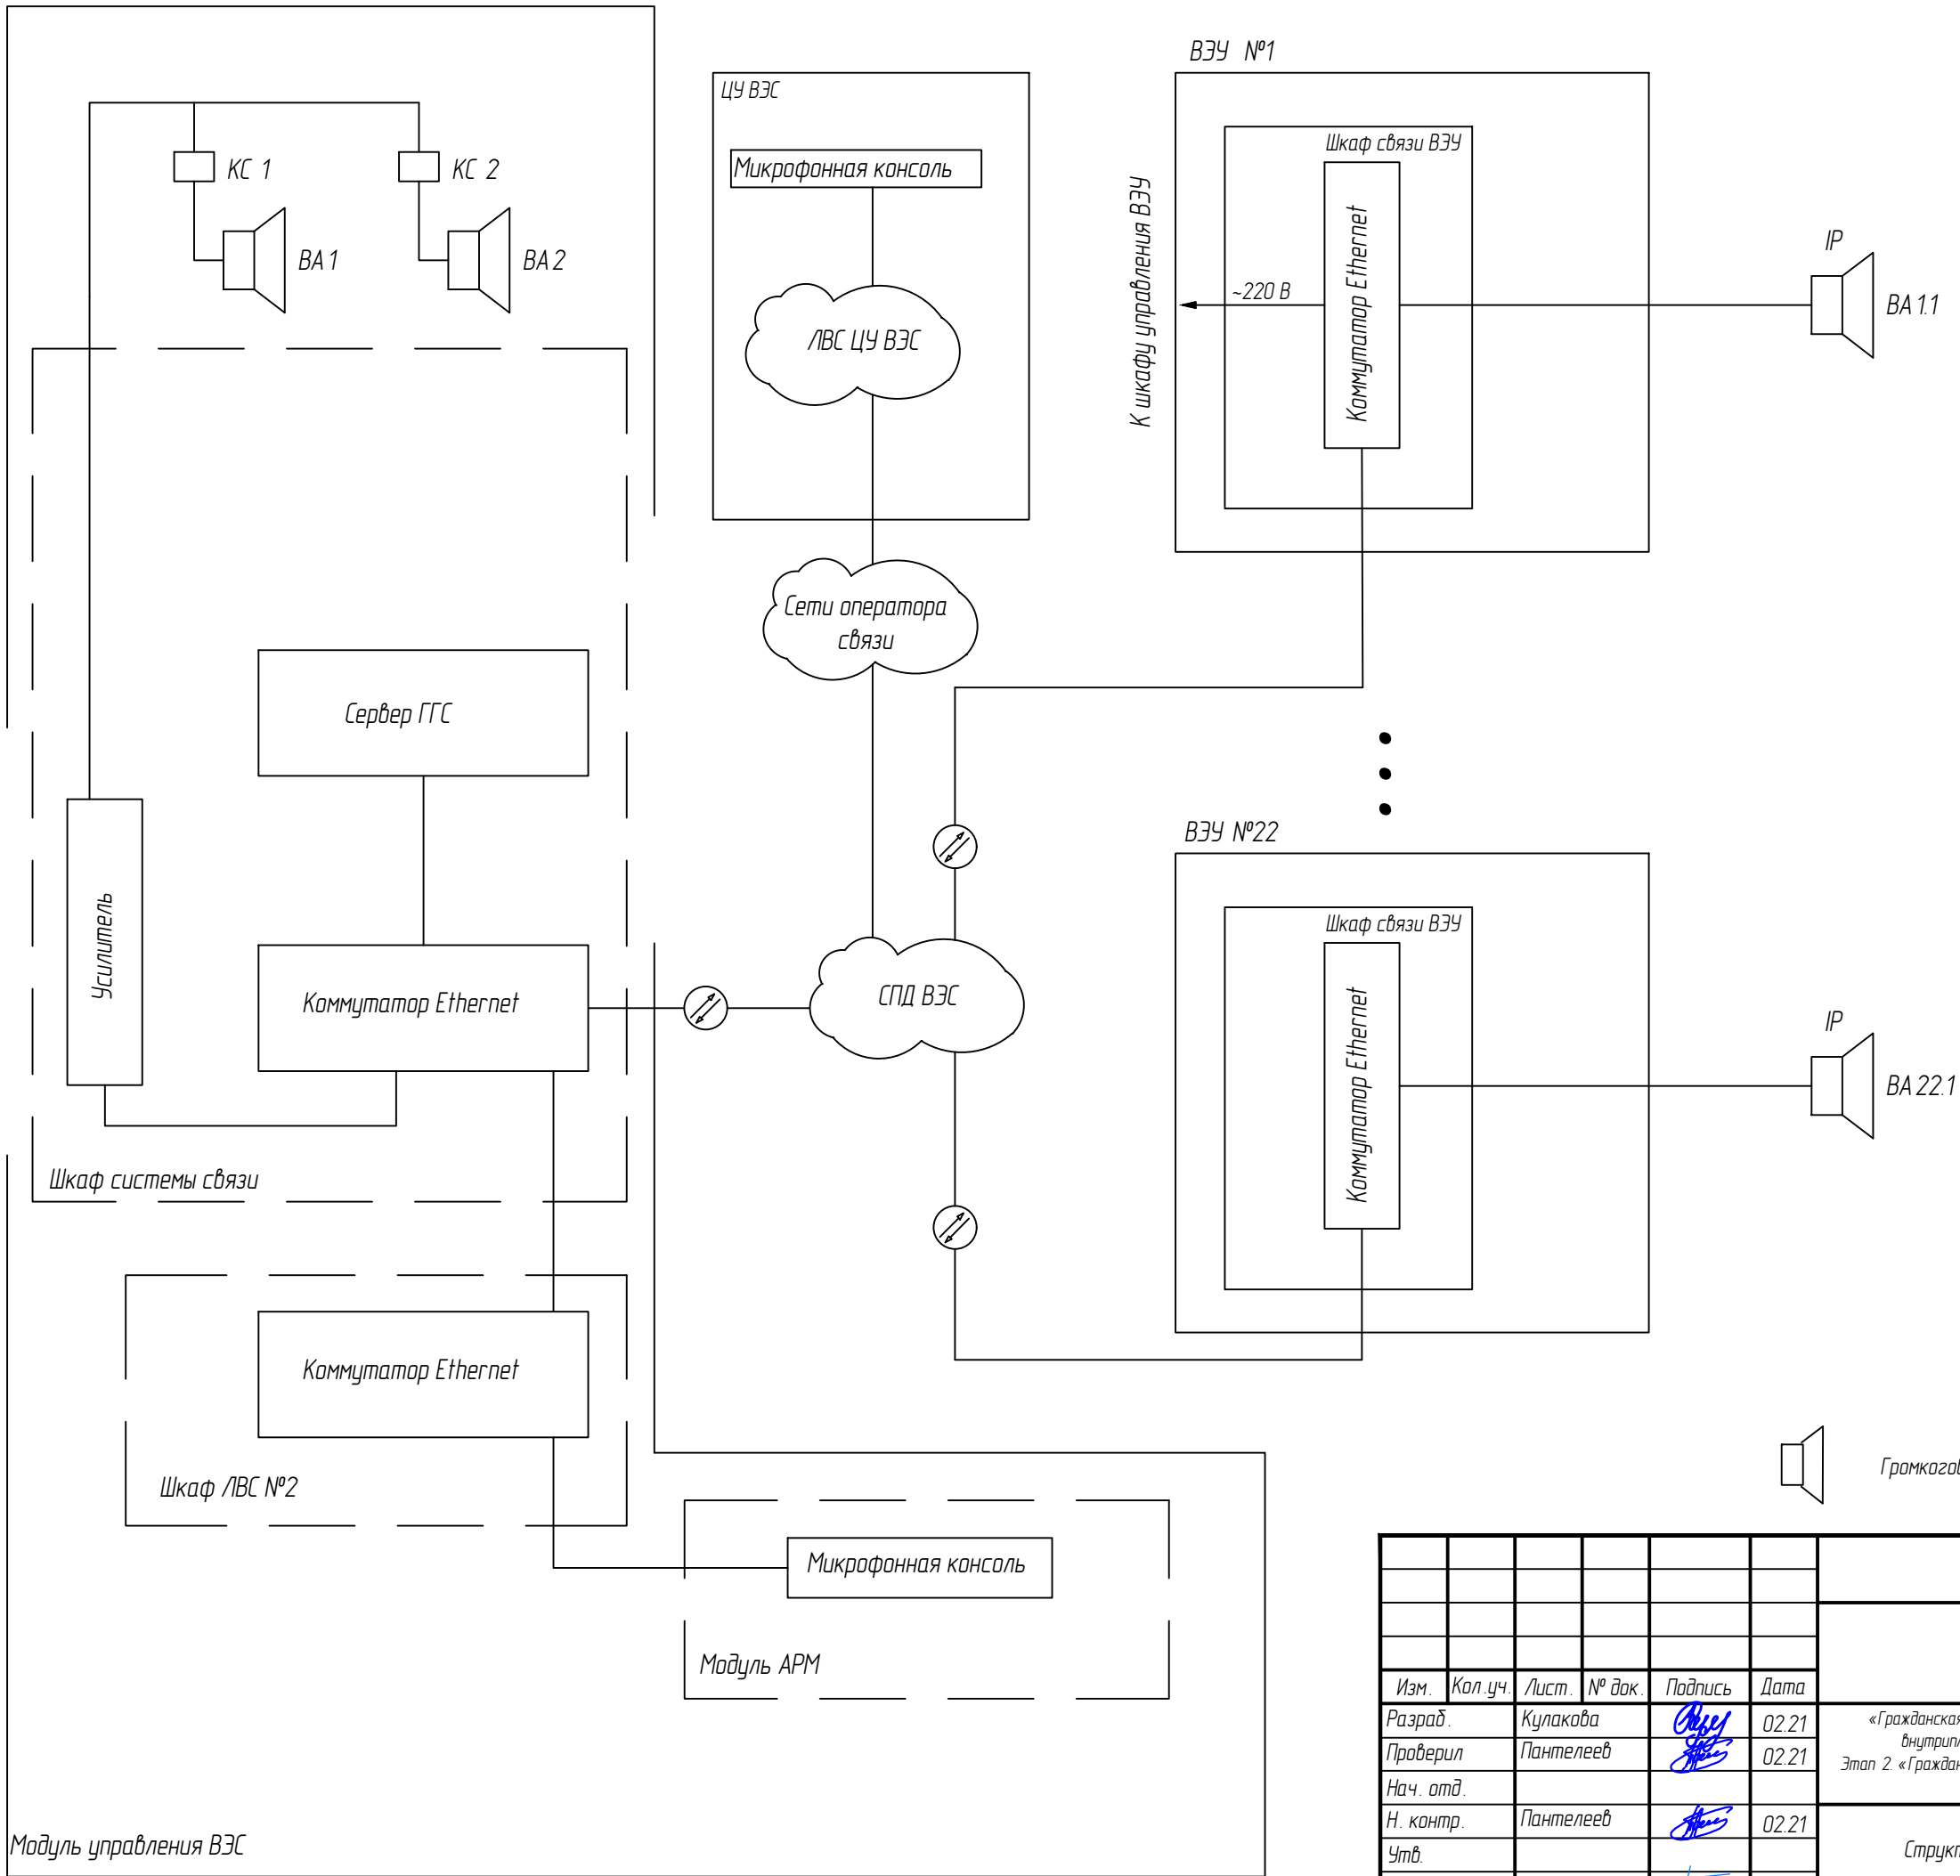 КС 1
КС 2
ВА 1
ВА 2
Сервер ГГС
Усилитель
Коммутатор Ethernet
Шкаф системы связи
Коммутатор Ethernet
Шкаф ЛВС №2
Микрофонная консоль
Модуль АРМ
Модуль управления ВЭС
ЦУ ВЭС
Микрофонная консоль
ЛВС ЦУ ВЭС
Сети оператора
связи
СПД ВЭС
ВЭУ №1
К шкафу управления ВЭУ
Шкаф связи ВЭУ
Коммутатор Ethernet
~220 В
IP
ВА 1.1
ВЭУ №22
Шкаф связи ВЭУ
Коммутатор Ethernet
IP
ВА 22.1
Изм. Кол.уч. Лист. № док. Подпись Дата
Разраб. Кулакова 02.21
Проверил Пантелеев 02.21
Нач. отд.
Н. контр. Пантелеев 02.21
Утв.
«Гражданская
Этап 2.